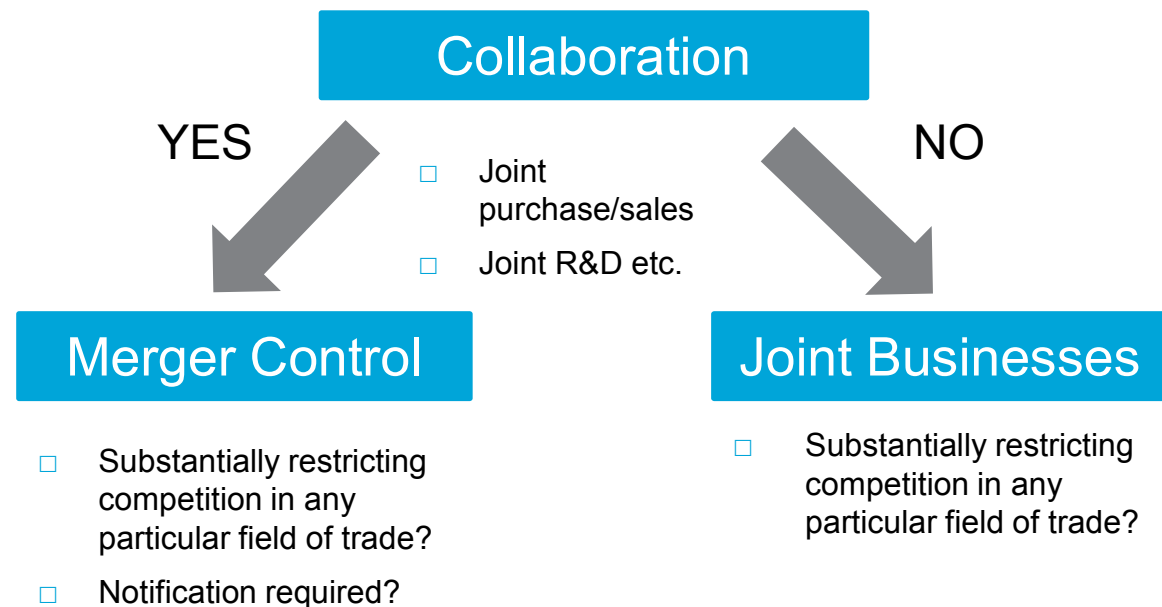 Collaboration
YES
NO
□ Joint
purchase/sales
□ Joint R&D etc.
Merger Control
Joint Businesses
□ Substantially restricting
competition in any
particular field of trade?
□ Notification required?
□ Substantially restricting
competition in any
particular field of trade?